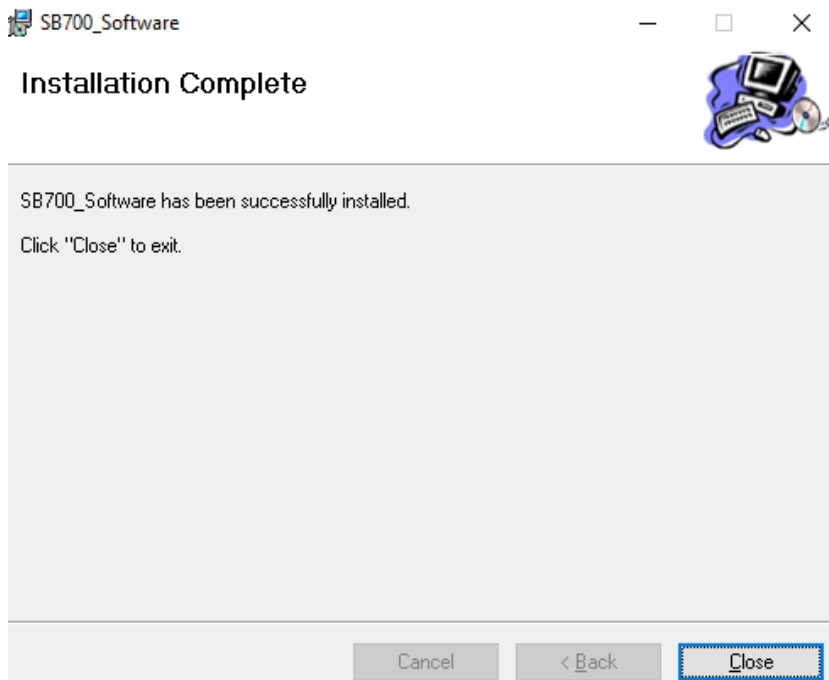 SB700_Software
Installation Complete
SB700_Software has been successfully installed.
Click "Close" to exit.
Cancel
< Back
Close